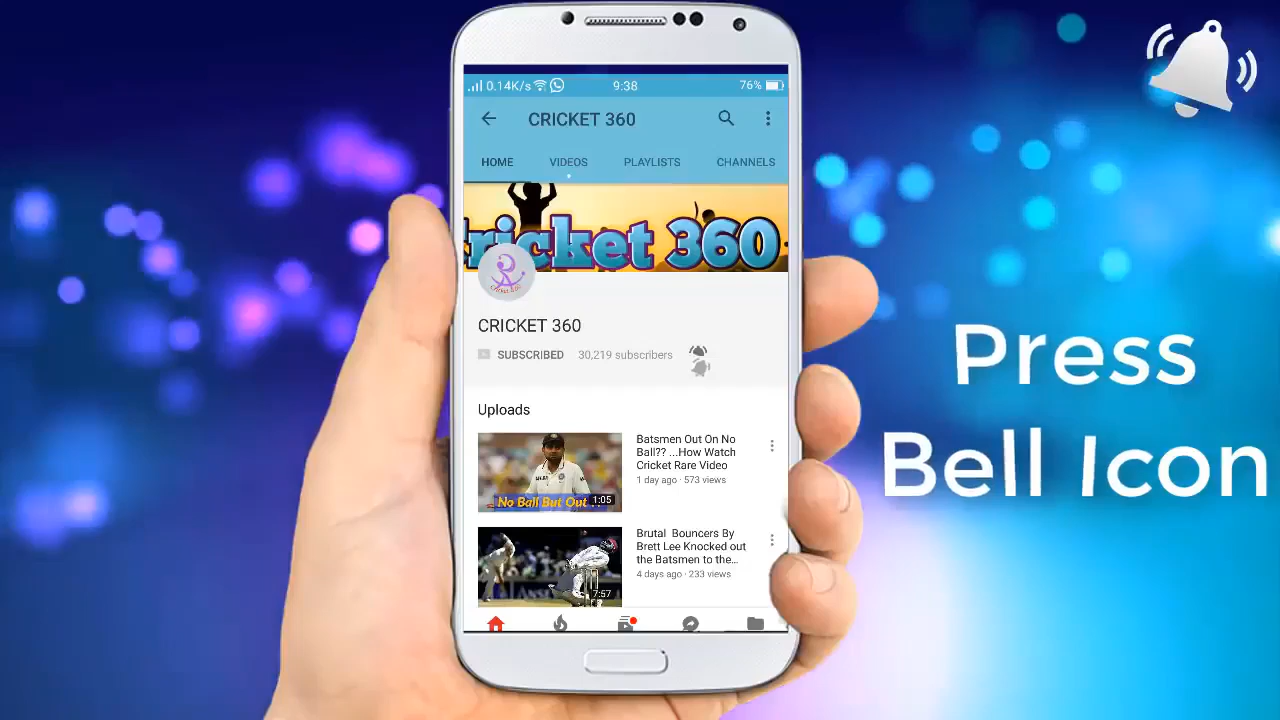 0.14K/s 9:38 76%
CRICKET 360
HOME VIDEOS PLAYLISTS CHANNELS
ricket 360
CRICKET 360
SUBSCRIBED 30,219 subscribers
Uploads
Batsmen Out On No
Ball?? ...How Watch
Cricket Rare Video
1 day ago · 573 views
No Ball But Out
1:05
Brutal Bouncers By
Brett Lee Knocked out
the Batsmen to the...
4 days ago · 233 views
7:57
Press
Bell Icon